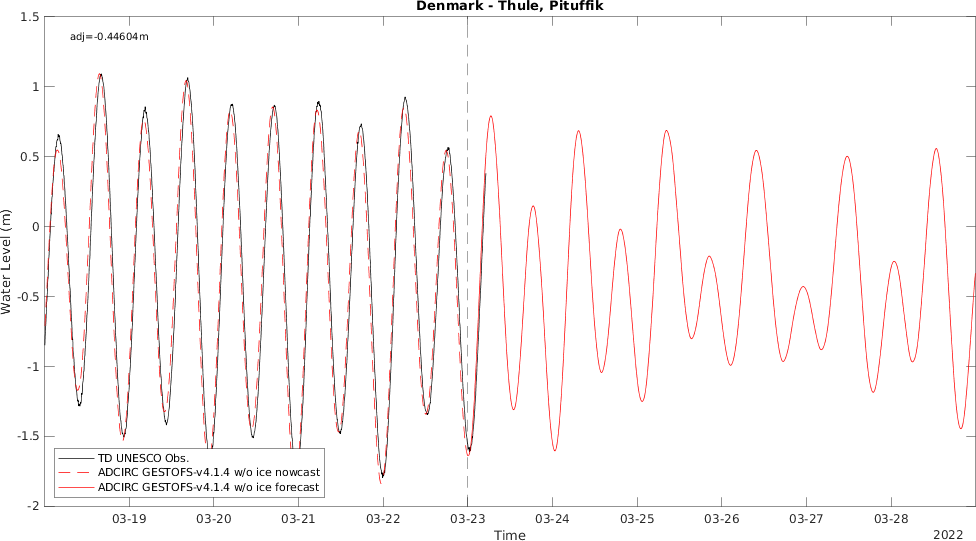 Denmark - Thule, Pituffik
1.5
adj=-0.44604m
1
0.5
0
-0.5
-1
-1.5
-2
Water Level (m)
TD UNESCO Obs.
ADCIRC GESTOFS-v4.1.4 w/o ice nowcast
ADCIRC GESTOFS-v4.1.4 w/o ice forecast
03-19 03-20 03-21 03-22 03-23 03-24 03-25 03-26 03-27 03-28
Time
2022